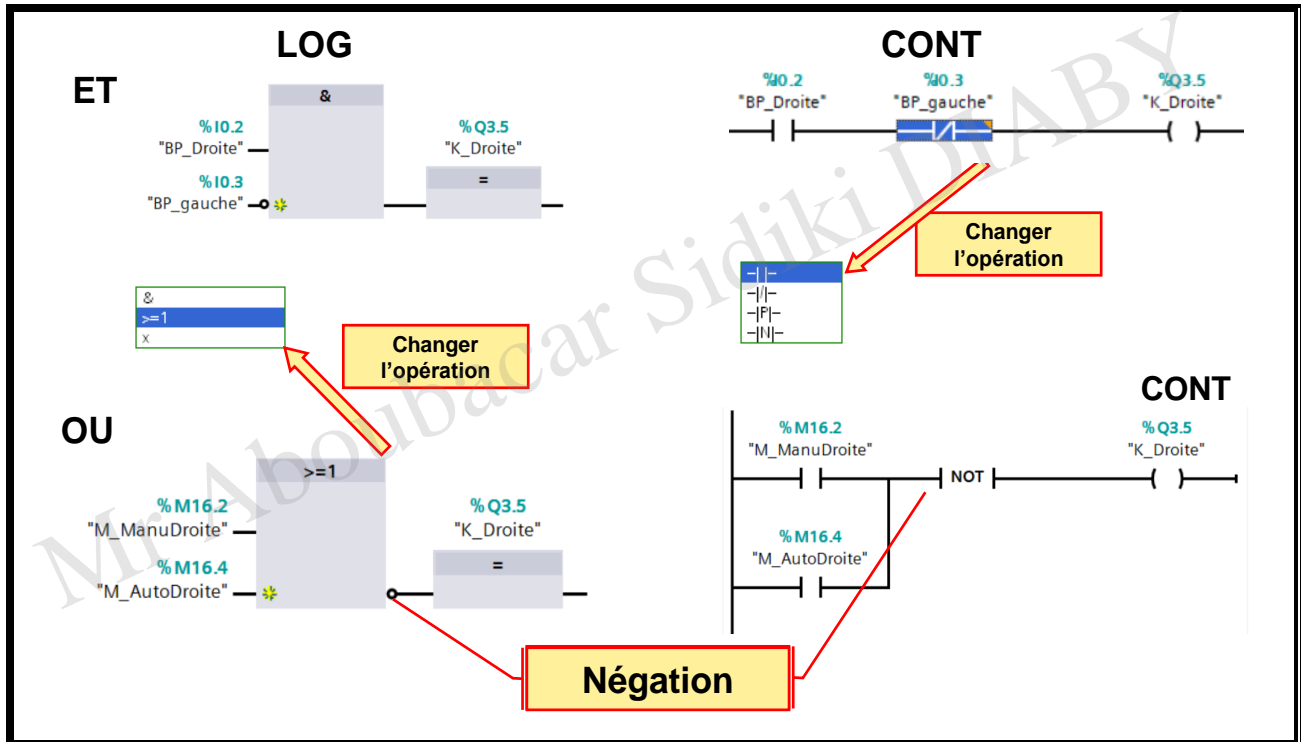 LOG
CONT
ET
&
%I0.2
"BP_Droite"
%I0.3
"BP_gauche"
%Q3.5
"K_Droite"
=
%I0.2
"BP_Droite"
%I0.3
"BP_gauche"
%Q3.5
"K_Droite"
Changer
l'opération
&
>=1
x
Changer
l'opération
-| |-
-|/|-
-|P|-
-|N|-
OU
CONT
>=1
%M16.2
"M_ManuDroite"
%M16.4
"M_AutoDroite"
%Q3.5
"K_Droite"
=
%M16.2
"M_ManuDroite"
NOT
%Q3.5
"K_Droite"
%M16.4
"M_AutoDroite"
Négation
Mr Aboubacar Sidiki DIABY